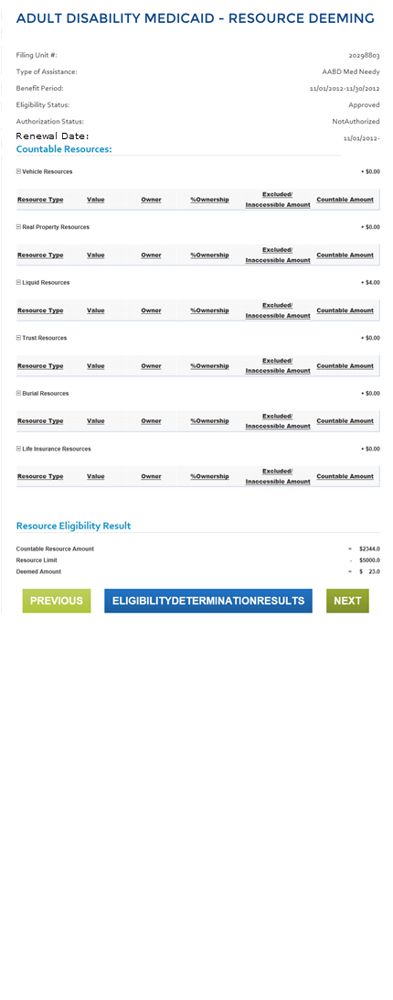 ADULT DISABILITY MEDICAID - RESOURCE DEEMING
Filing Unit #: 20298803
Type of Assistance: AABD Med Needy
Benefit Period: 11/01/2012-11/30/2012
Eligibility Status: Approved
Authorization Status: NotAuthorized
Renewal Date: 11/01/2012-
Countable Resources:
Vehicle Resources + $0.00
Resource Type Value Owner %Ownership Excluded/ Inaccessible Amount Countable Amount
Real Property Resources + $0.00
Resource Type Value Owner %Ownership Excluded/ Inaccessible Amount Countable Amount
Liquid Resources + $4.00
Resource Type Value Owner %Ownership Excluded/ Inaccessible Amount Countable Amount
Trust Resources + $0.00
Resource Type Value Owner %Ownership Excluded/ Inaccessible Amount Countable Amount
Burial Resources + $0.00
Resource Type Value Owner %Ownership Excluded/ Inaccessible Amount Countable Amount
Life Insurance Resources + $0.00
Resource Type Value Owner %Ownership Excluded/ Inaccessible Amount Countable Amount
Resource Eligibility Result
Countable Resource Amount = $2344.0
Resource Limit - $5000.0
Deemed Amount = $ 23.0
PREVIOUS ELIGIBILITYDETERMINATIONRESULTS NEXT